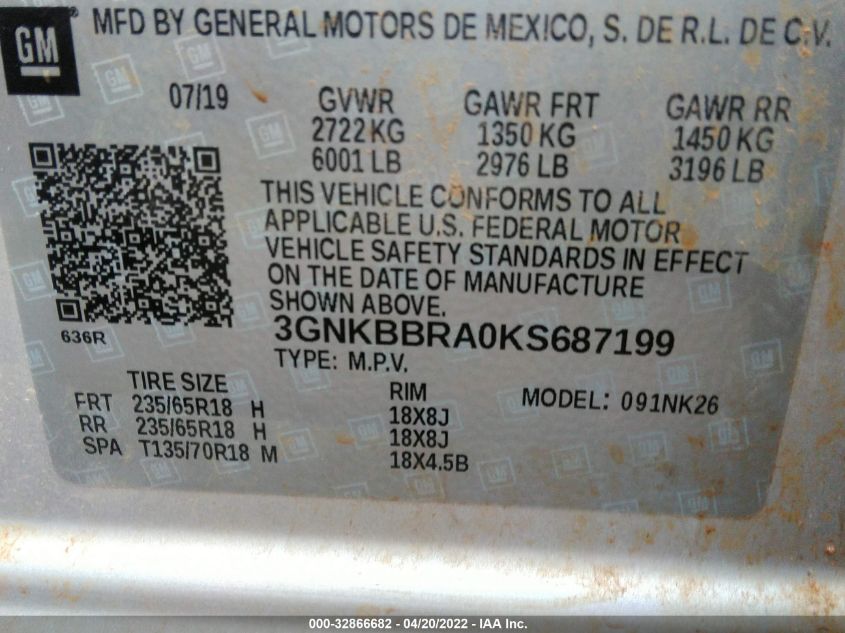 GM
MFD BY GENERAL MOTORS DE MEXICO, S. DE R.L. DE C.V.
07/19 GVWR GAWR FRT GAWR RR
2722 KG 1350 KG 1450 KG
6001 LB 2976 LB 3196 LB
THIS VEHICLE CONFORMS TO ALL
APPLICABLE U.S. FEDERAL MOTOR
VEHICLE SAFETY STANDARDS IN EFFECT
ON THE DATE OF MANUFACTURE
SHOWN ABOVE.
636R
3GNKBBRA0KS687199
TYPE: M.P.V.
TIRE SIZE RIM MODEL: 091NK26
FRT 235/65R18 H 18X8J
RR 235/65R18 H 18X8J
SPA T135/70R18 M 18X4.5B
000-32866682 - 04/20/2022 - IAA Inc.